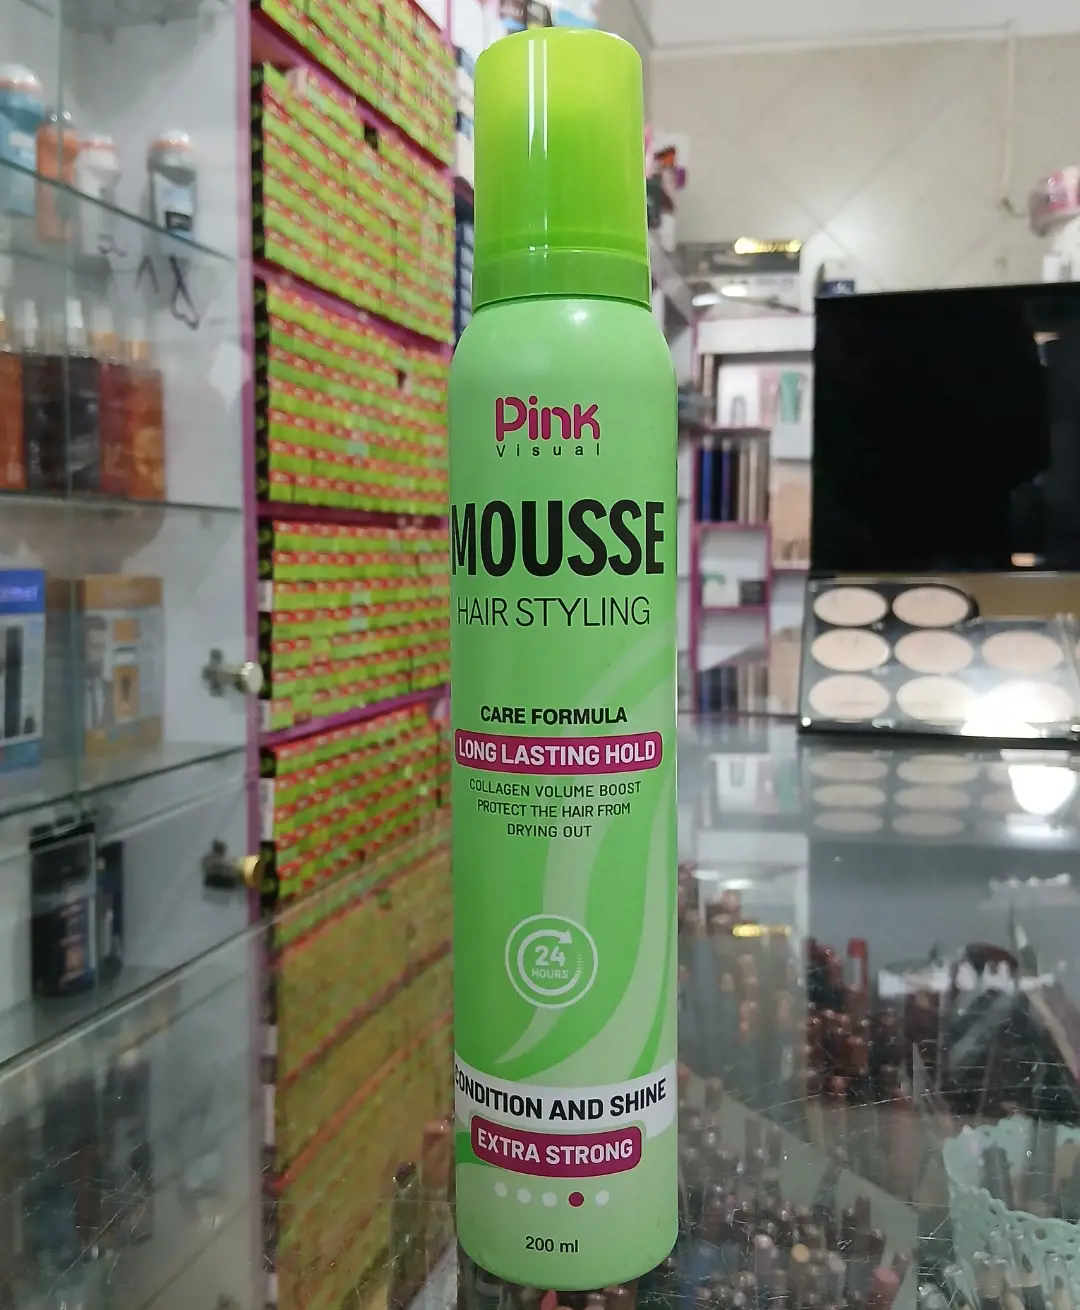 Pink
Visual
MOUSSE
HAIR STYLING
CARE FORMULA
LONG LASTING HOLD
COLLAGEN VOLUME BOOST
PROTECT THE HAIR FROM
DRYING OUT
24
HOURS
CONDITION AND SHINE
EXTRA STRONG
200 ml